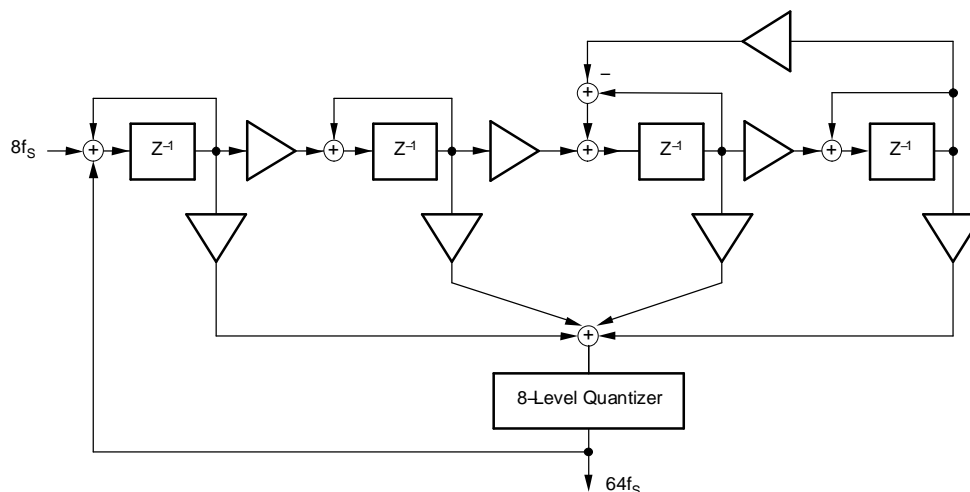 –
+
+
8fS
+
Z–1
+
Z–1
+
Z–1
+
Z–1
+
8–Level Quantizer
64fS